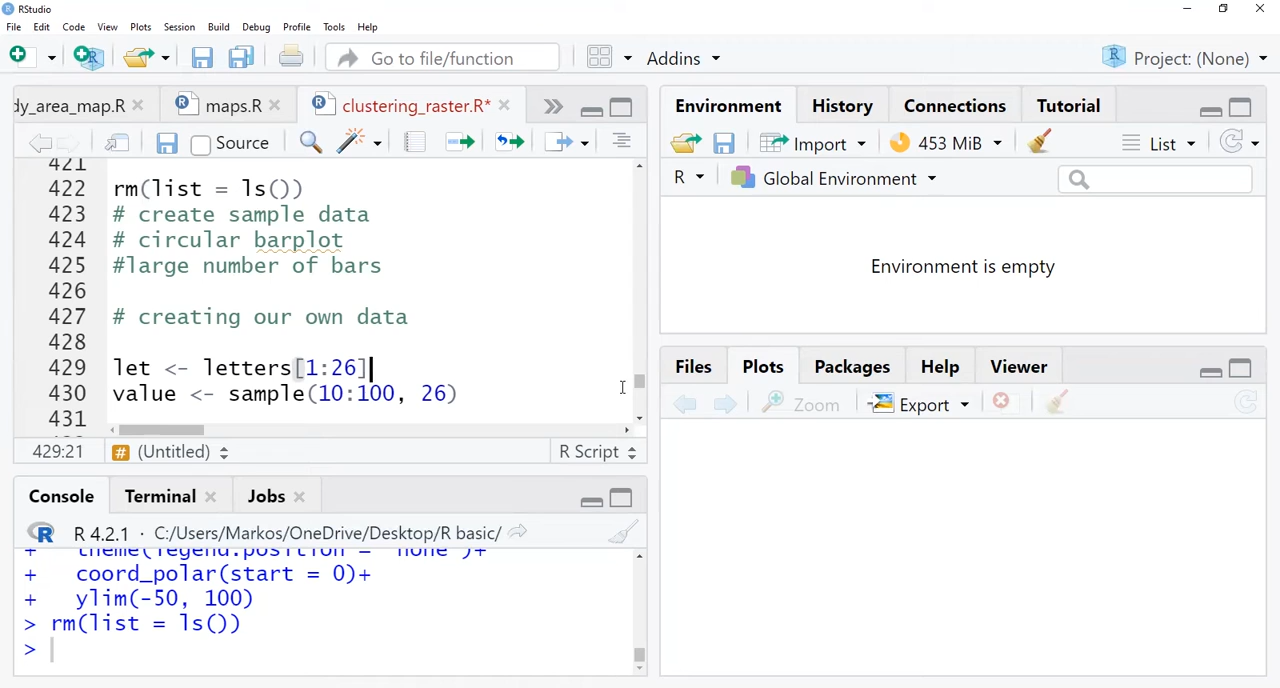 RStudio
File Edit Code View Plots Session Build Debug Profile Tools Help
Go to file/function Addins Project: (None)
dy_area_map.R maps.R clustering_raster.R*
Source
421
422 rm(list = ls())
423 # create sample data
424 # circular barplot
425 #large number of bars
426
427 # creating our own data
428
429 let <- letters[1:26]
430 value <- sample(10:100, 26)
431
429:21 (Untitled) R Script
Console Terminal Jobs
R 4.2.1 · C:/Users/Markos/OneDrive/Desktop/R basic/
+ theme(legend.position = "none")+
+ coord_polar(start = 0)+
+ ylim(-50, 100)
> rm(list = ls())
>
Environment History Connections Tutorial
Import 453 MiB List
R Global Environment
Environment is empty
Files Plots Packages Help Viewer
Zoom Export